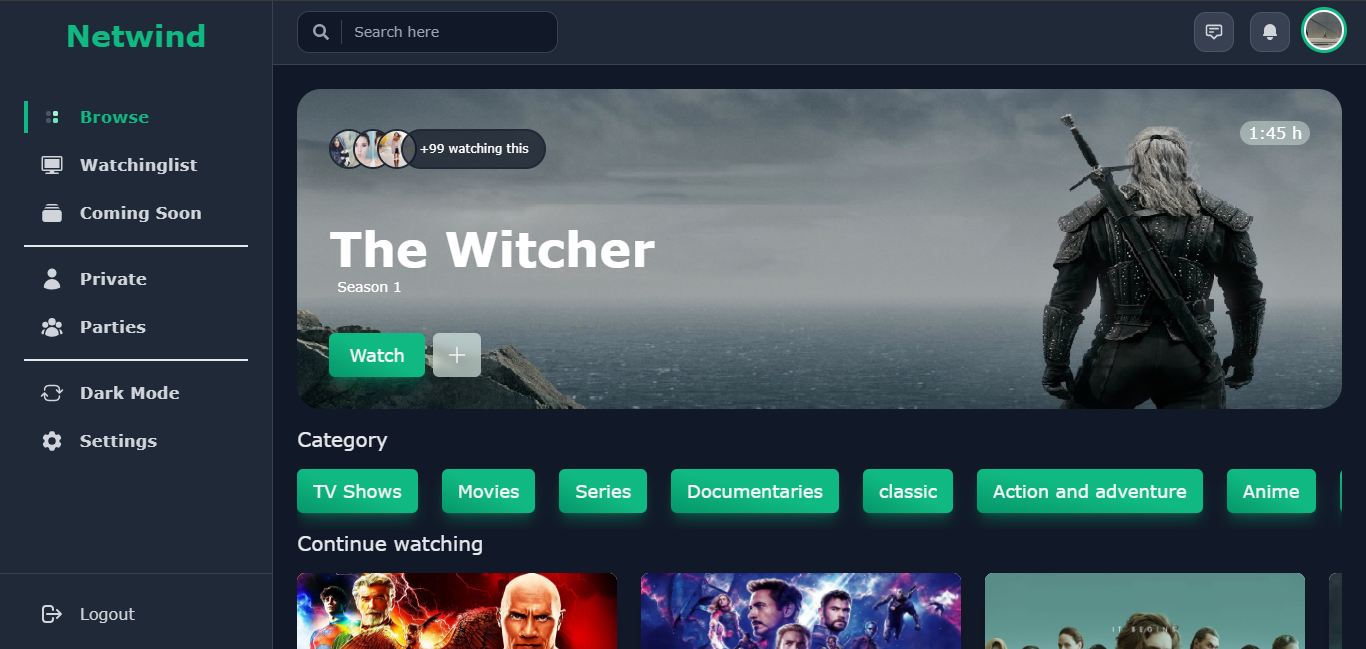 Netwind
Search here
Browse
Watchinglist
Coming Soon
Private
Parties
Dark Mode
Settings
Logout
+99 watching this
1:45 h
The Witcher
Season 1
Watch
Category
TV Shows
Movies
Series
Documentaries
classic
Action and adventure
Anime
Continue watching